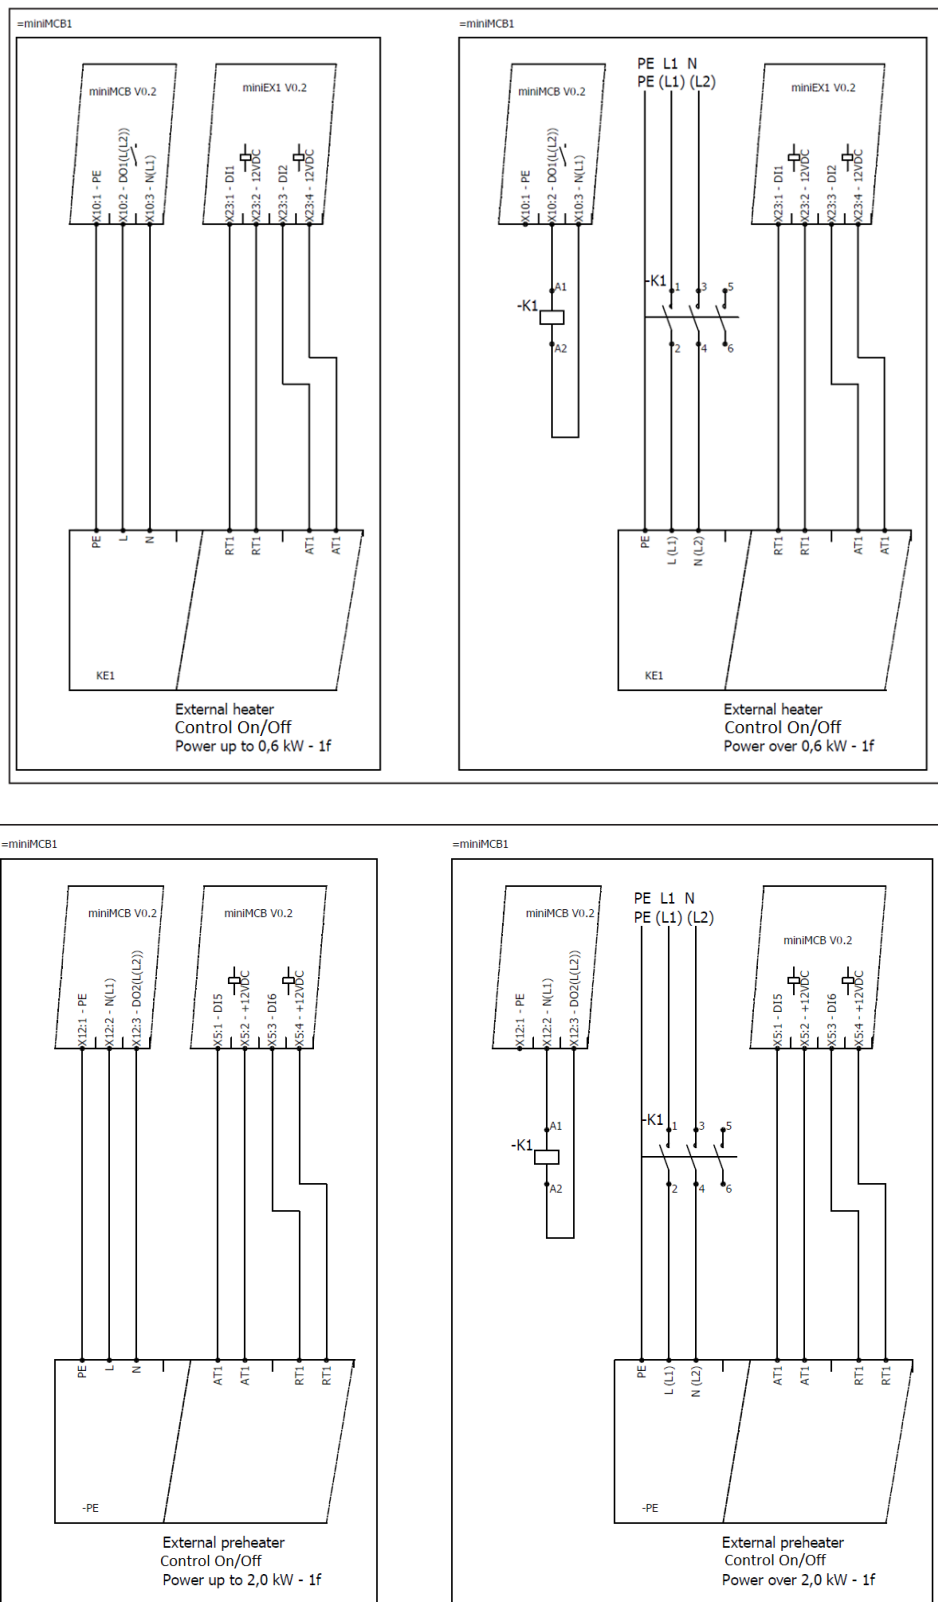 =miniMCB1
miniMCB V0.2
X10:1 - PE
X10:2 - DO1(L(L2))
X10:3 - N(L1)
miniEX1 V0.2
X23:1 - DI1
X23:2 - 12VDC
X23:3 - DI2
X23:4 - 12VDC
PE
L
N
RT1
RT1
AT1
AT1
KE1
External heater
Control On/Off
Power up to 0,6 kW - 1f
=miniMCB1
miniMCB V0.2
X10:1 - PE
X10:2 - DO1(L(L2))
X10:3 - N(L1)
PE L1 N
PE (L1) (L2)
miniEX1 V0.2
X23:1 - DI1
X23:2 - 12VDC
X23:3 - DI2
X23:4 - 12VDC
-K1
A1
A2
-K1
1
3
5
2
4
6
PE
L (L1)
N (L2)
RT1
RT1
AT1
AT1
KE1
External heater
Control On/Off
Power over 0,6 kW - 1f
=miniMCB1
miniMCB V0.2
X12:1 - PE
X12:2 - N(L1)
X12:3 - DO2(L(L2))
miniMCB V0.2
X5:1 - DI5
X5:2 - +12VDC
X5:3 - DI6
X5:4 - +12VDC
PE
L
N
AT1
AT1
RT1
RT1
-PE
External preheater
Control On/Off
Power up to 2,0 kW - 1f
=miniMCB1
miniMCB V0.2
X12:1 - PE
X12:2 - N(L1)
X12:3 - DO2(L(L2))
PE L1 N
PE (L1) (L2)
miniMCB V0.2
X5:1 - DI5
X5:2 - +12VDC
X5:3 - DI6
X5:4 - +12VDC
-K1
A1
A2
-K1
1
3
5
2
4
6
PE
L (L1)
N (L2)
AT1
AT1
RT1
RT1
-PE
External preheater
Control On/Off
Power over 2,0 kW - 1f